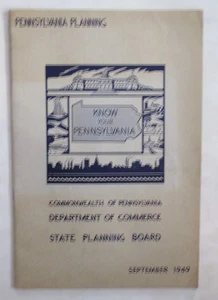 PENNSYLVANIA PLANNING
KNOW
YOUR
PENNSYLVANIA
COMMONWEALTH OF PENNSYLVANIA
DEPARTMENT OF COMMERCE
STATE PLANNING BOARD
SEPTEMBER 1949